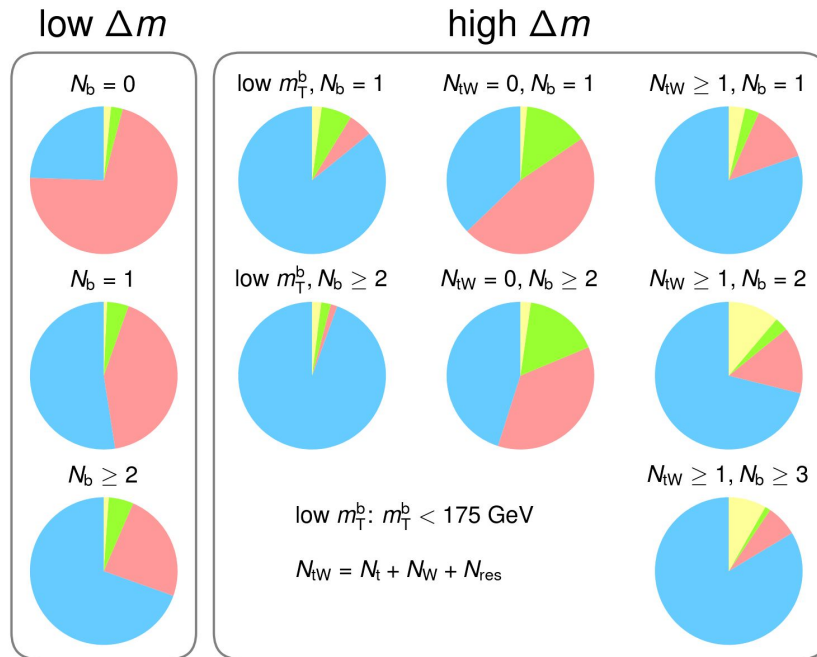 low Δm
high Δm
N_b = 0
low m_T^b, N_b = 1
N_tW = 0, N_b = 1
N_tW ≥ 1, N_b = 1
N_b = 1
low m_T^b, N_b ≥ 2
N_tW = 0, N_b ≥ 2
N_tW ≥ 1, N_b = 2
N_b ≥ 2
N_tW ≥ 1, N_b ≥ 3
low m_T^b: m_T^b < 175 GeV
N_tW = N_t + N_W + N_res